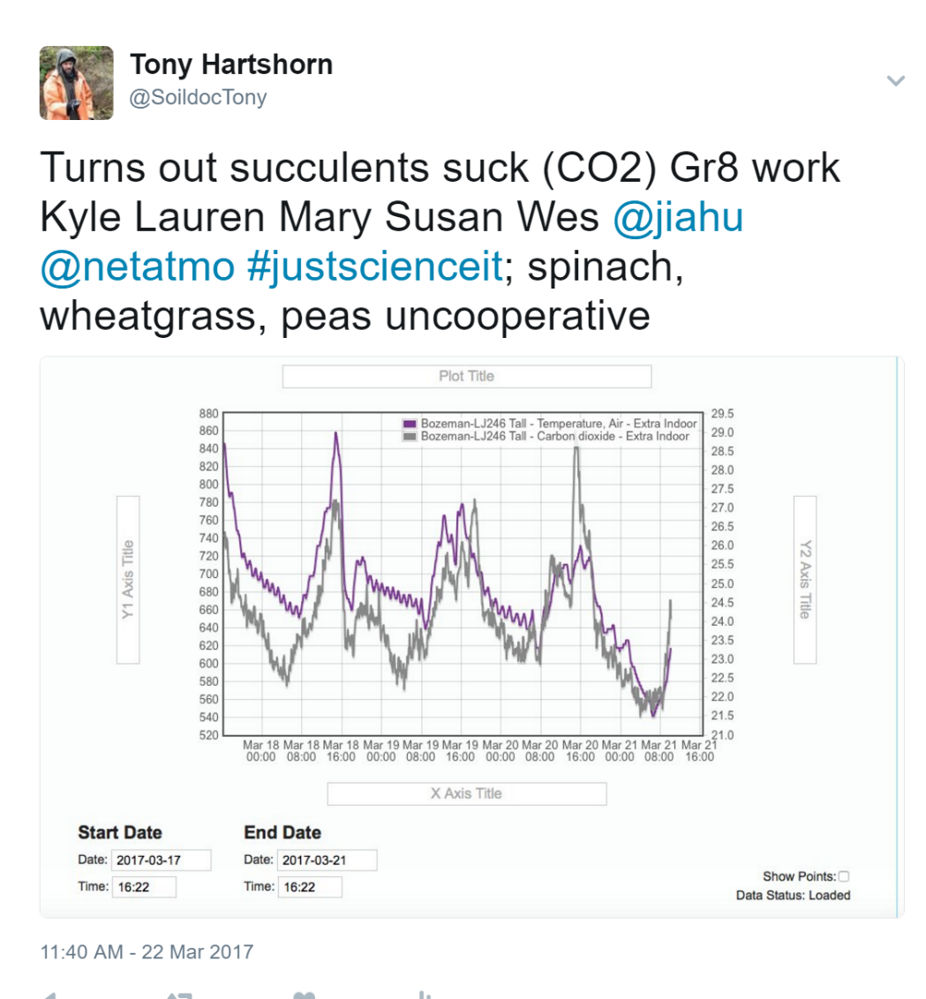 Tony Hartshorn
@SoildocTony
Turns out succulents suck (CO2) Gr8 work
Kyle Lauren Mary Susan Wes @jiahu
@netatmo #justscienceit; spinach,
wheatgrass, peas uncooperative
Plot Title
Bozeman-LJ246 Tall - Temperature, Air - Extra Indoor
Bozeman-LJ246 Tall - Carbon dioxide - Extra Indoor
880
860
840
820
800
780
760
740
720
700
680
660
640
620
600
580
560
540
520
29.5
29.0
28.5
28.0
27.5
27.0
26.5
26.0
25.5
25.0
24.5
24.0
23.5
23.0
22.5
22.0
21.5
21.0
Y1 Axis Title
Y2 Axis Title
Mar 18 Mar 18 Mar 18 Mar 19 Mar 19 Mar 19 Mar 20 Mar 20 Mar 20 Mar 21 Mar 21 Mar 21
00:00 08:00 16:00 00:00 08:00 16:00 00:00 08:00 16:00 00:00 08:00 16:00
X Axis Title
Start Date
End Date
Date: 2017-03-17
Date: 2017-03-21
Time: 16:22
Time: 16:22
Show Points:
Data Status: Loaded
11:40 AM - 22 Mar 2017